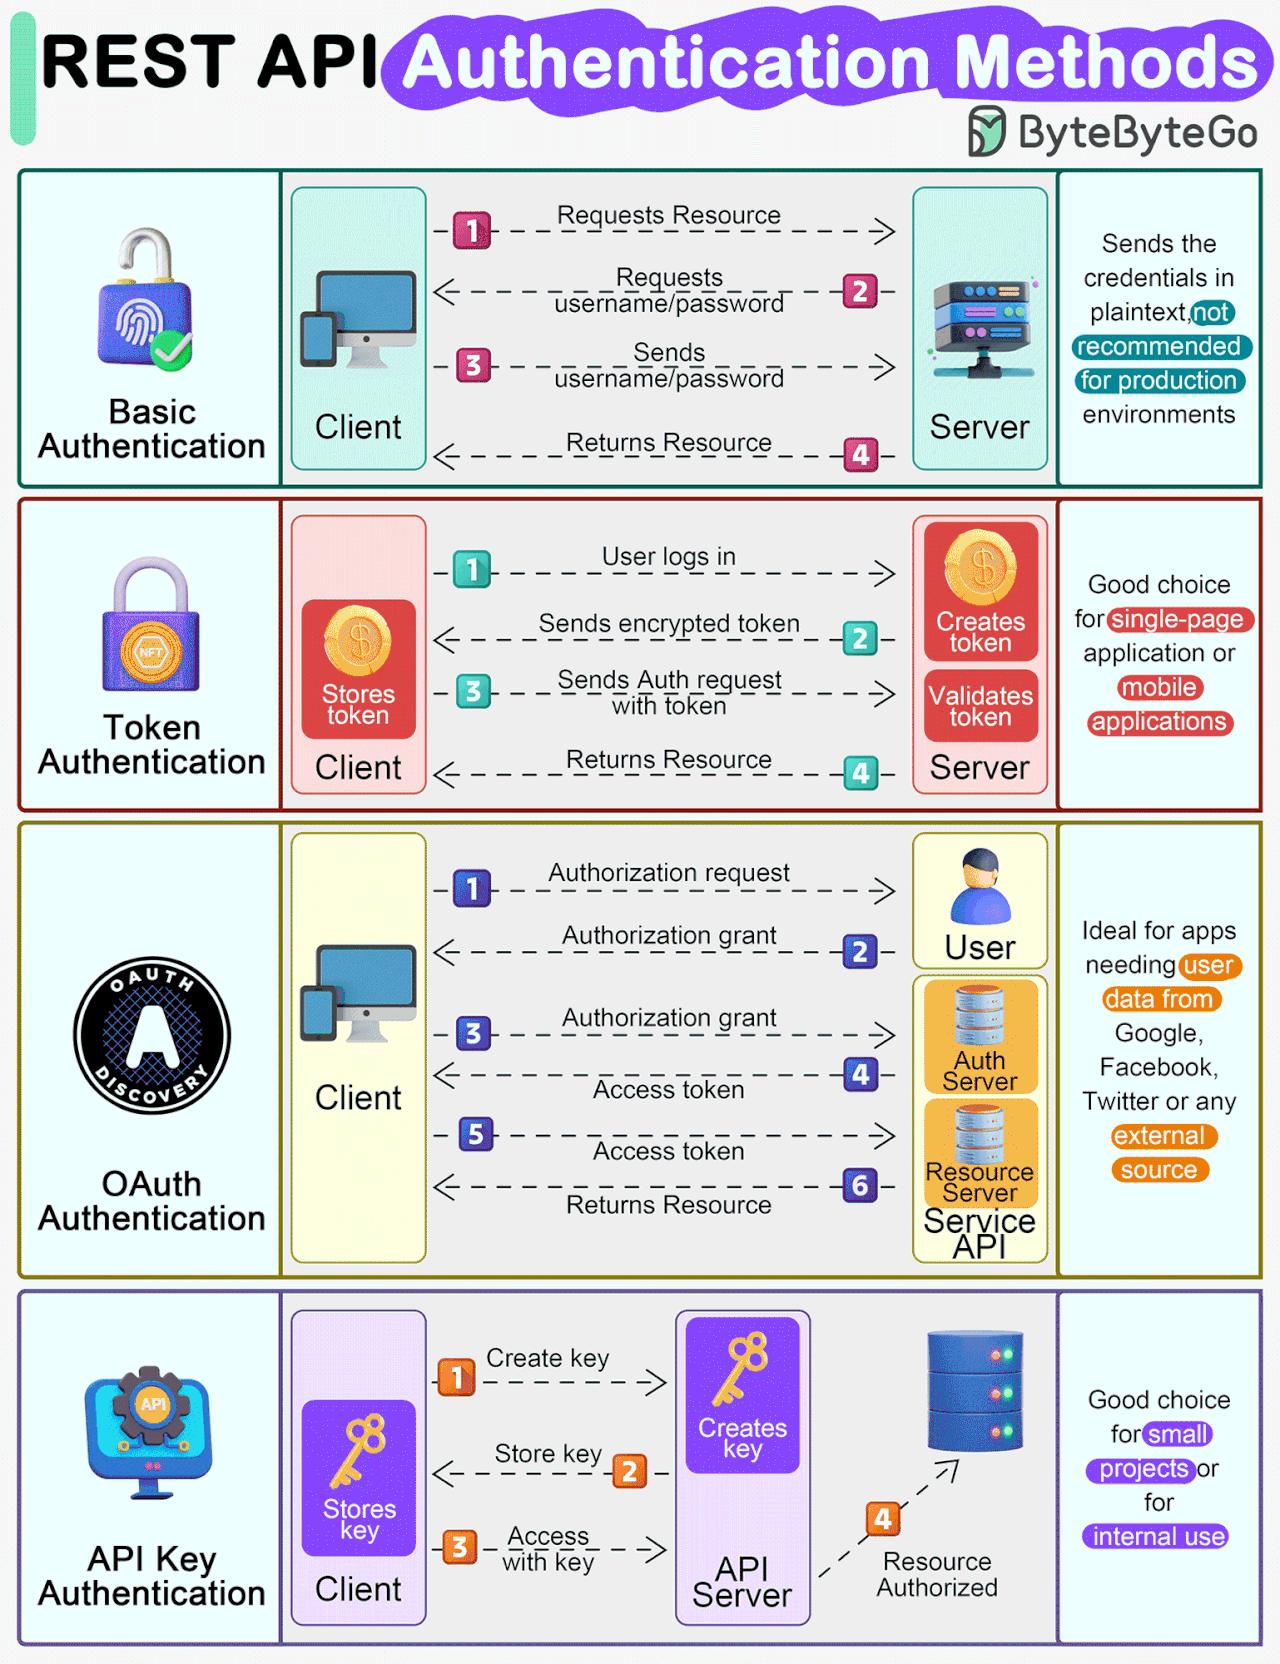 REST API Authentication Methods
ByteByteGo
Basic
Authentication
Client
1
Requests Resource
Requests
username/password
2
3
Sends
username/password
Returns Resource
4
Server
Sends the
credentials in
plaintext, not
recommended
for production
environments
NFT
Token
Authentication
Stores
token
Client
1
User logs in
Sends encrypted token
2
3
Sends Auth request
with token
Returns Resource
4
$
$
Creates
token
Validates
token
Server
Good choice
for single-page
application or
mobile
applications
OAUTH
A
DISCOVERY
OAuth
Authentication
Client
1
Authorization request
Authorization grant
2
3
Authorization grant
4
Access token
5
Access token
6
Returns Resource
User
Auth
Server
Resource
Server
Service
API
Ideal for apps
needing user
data from
Google,
Facebook,
Twitter or any
external
source
API
API Key
Authentication
Stores
key
Client
1
Create key
Store key
2
3
Access
with key
Creates
key
API
Server
4
Resource
Authorized
Good choice
for small
projects or
for
internal use